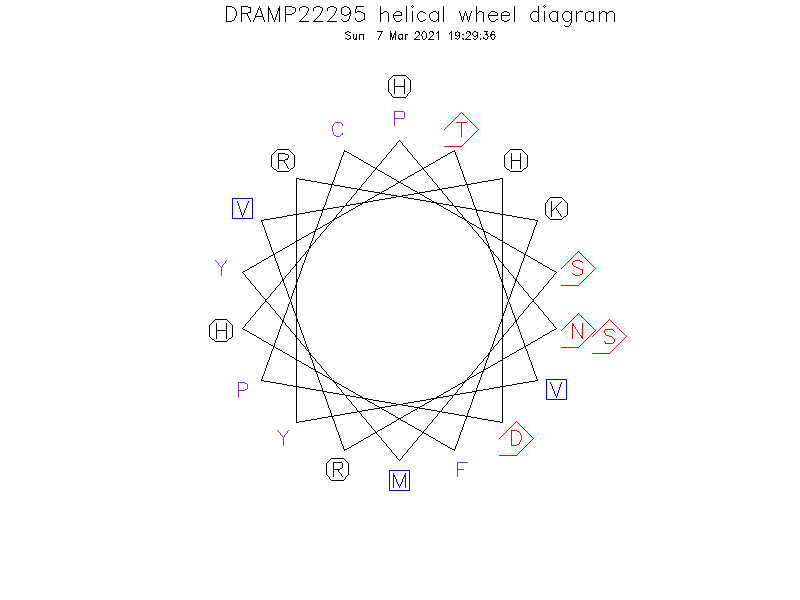 DRAMP22295 helical wheel diagram
Sun 7 Mar 2021 19:29:36
H
C P T
R H
V K
Y S
H N S
P V
Y D
R M F